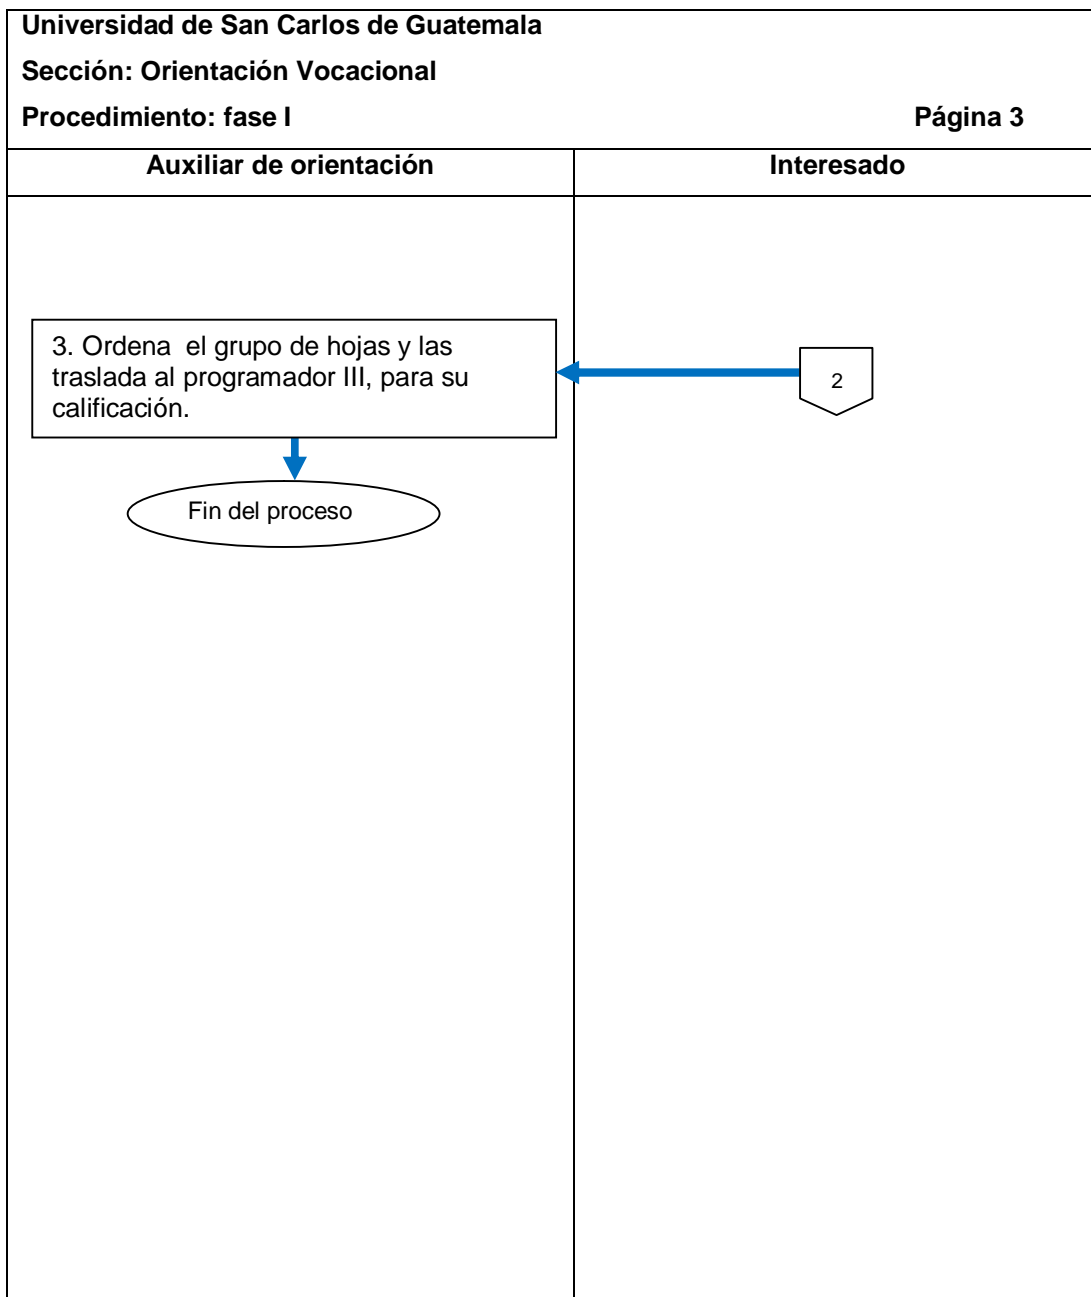 Universidad de San Carlos de Guatemala
Sección: Orientación Vocacional
Procedimiento: fase I Página 3
Auxiliar de orientación Interesado
3. Ordena el grupo de hojas y las
traslada al programador III, para su
calificación.
2
Fin del proceso